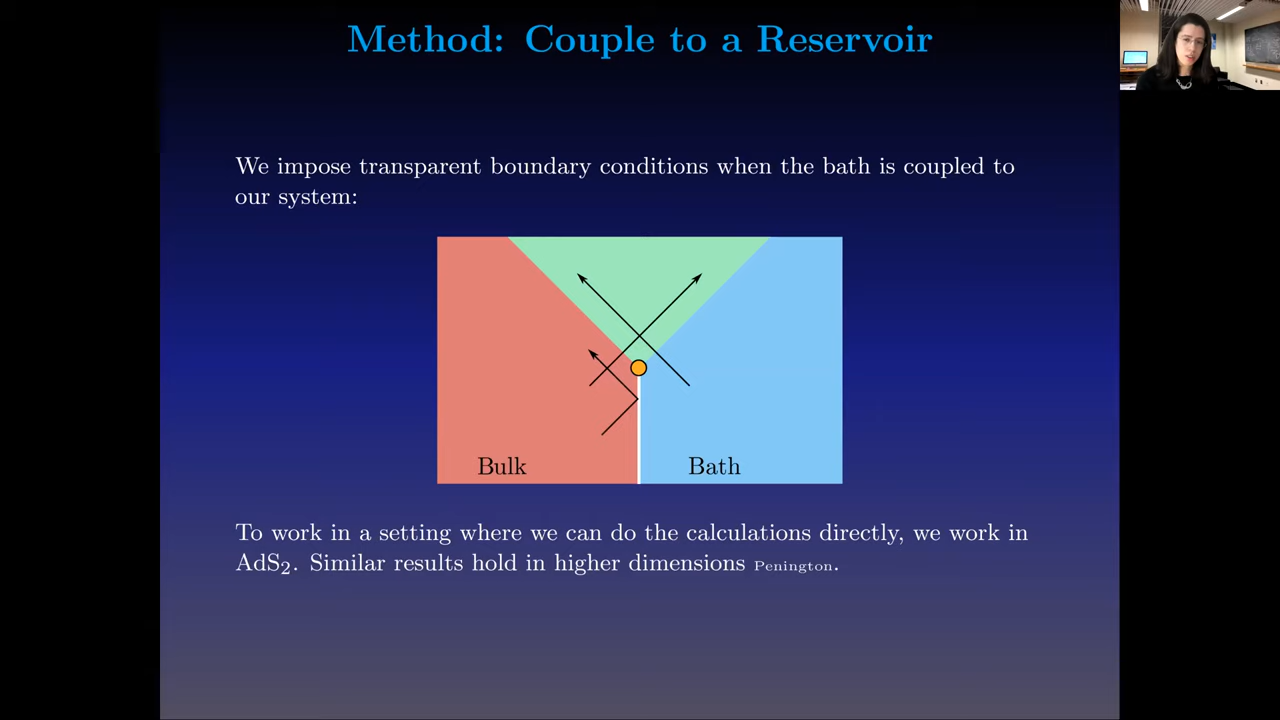 Method: Couple to a Reservoir
We impose transparent boundary conditions when the bath is coupled to
our system:
Bulk
Bath
To work in a setting where we can do the calculations directly, we work in
AdS₂. Similar results hold in higher dimensions Penington.